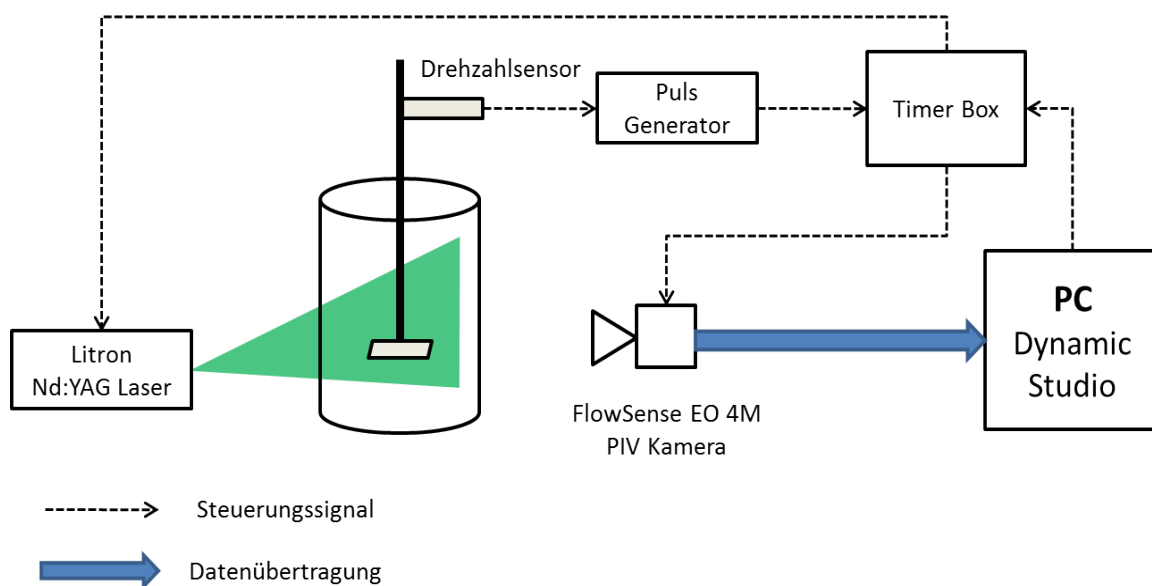 Drehzahlsensor
Puls
Generator
Timer Box
PC
Dynamic
Studio
Litron
Nd:YAG Laser
FlowSense EO 4M
PIV Kamera
Steuerungssignal
Datenübertragung